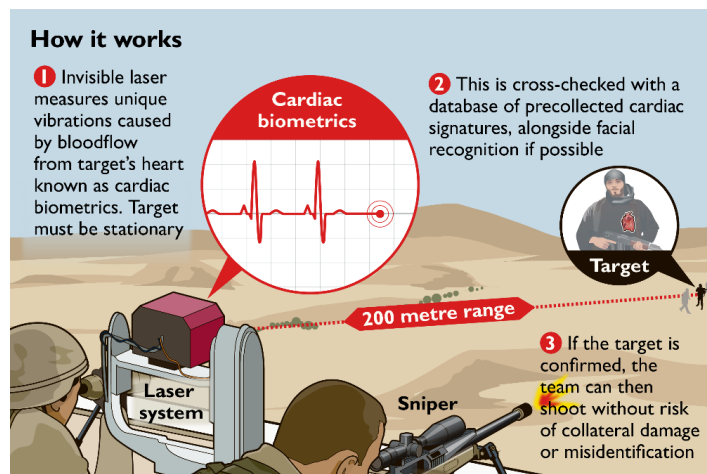 How it works
1 Invisible laser
measures unique
vibrations caused
by bloodflow
from target's heart
known as cardiac
biometrics. Target
must be stationary
Cardiac
biometrics
2 This is cross-checked with a
database of precollected cardiac
signatures, alongside facial
recognition if possible
Target
200 metre range
Laser
system
Sniper
3 If the target is
confirmed, the
team can then
shoot without risk
of collateral damage
or misidentification